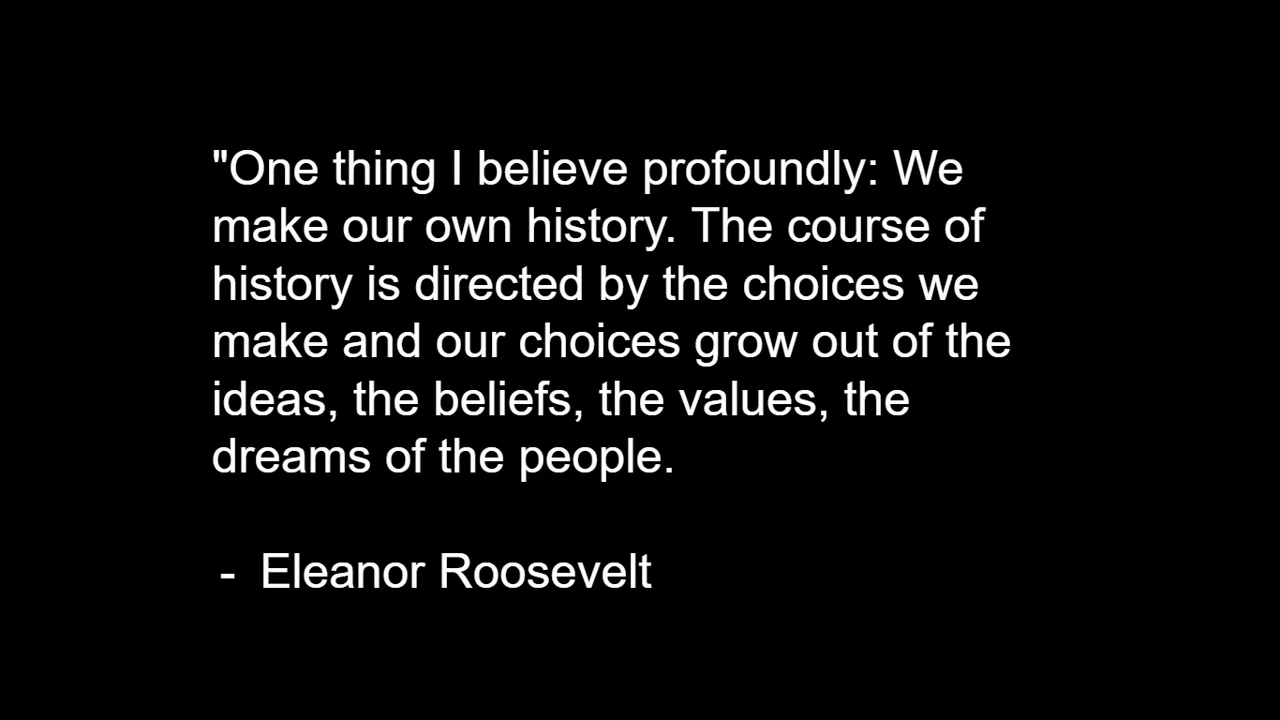 "One thing I believe profoundly: We
make our own history. The course of
history is directed by the choices we
make and our choices grow out of the
ideas, the beliefs, the values, the
dreams of the people.
- Eleanor Roosevelt